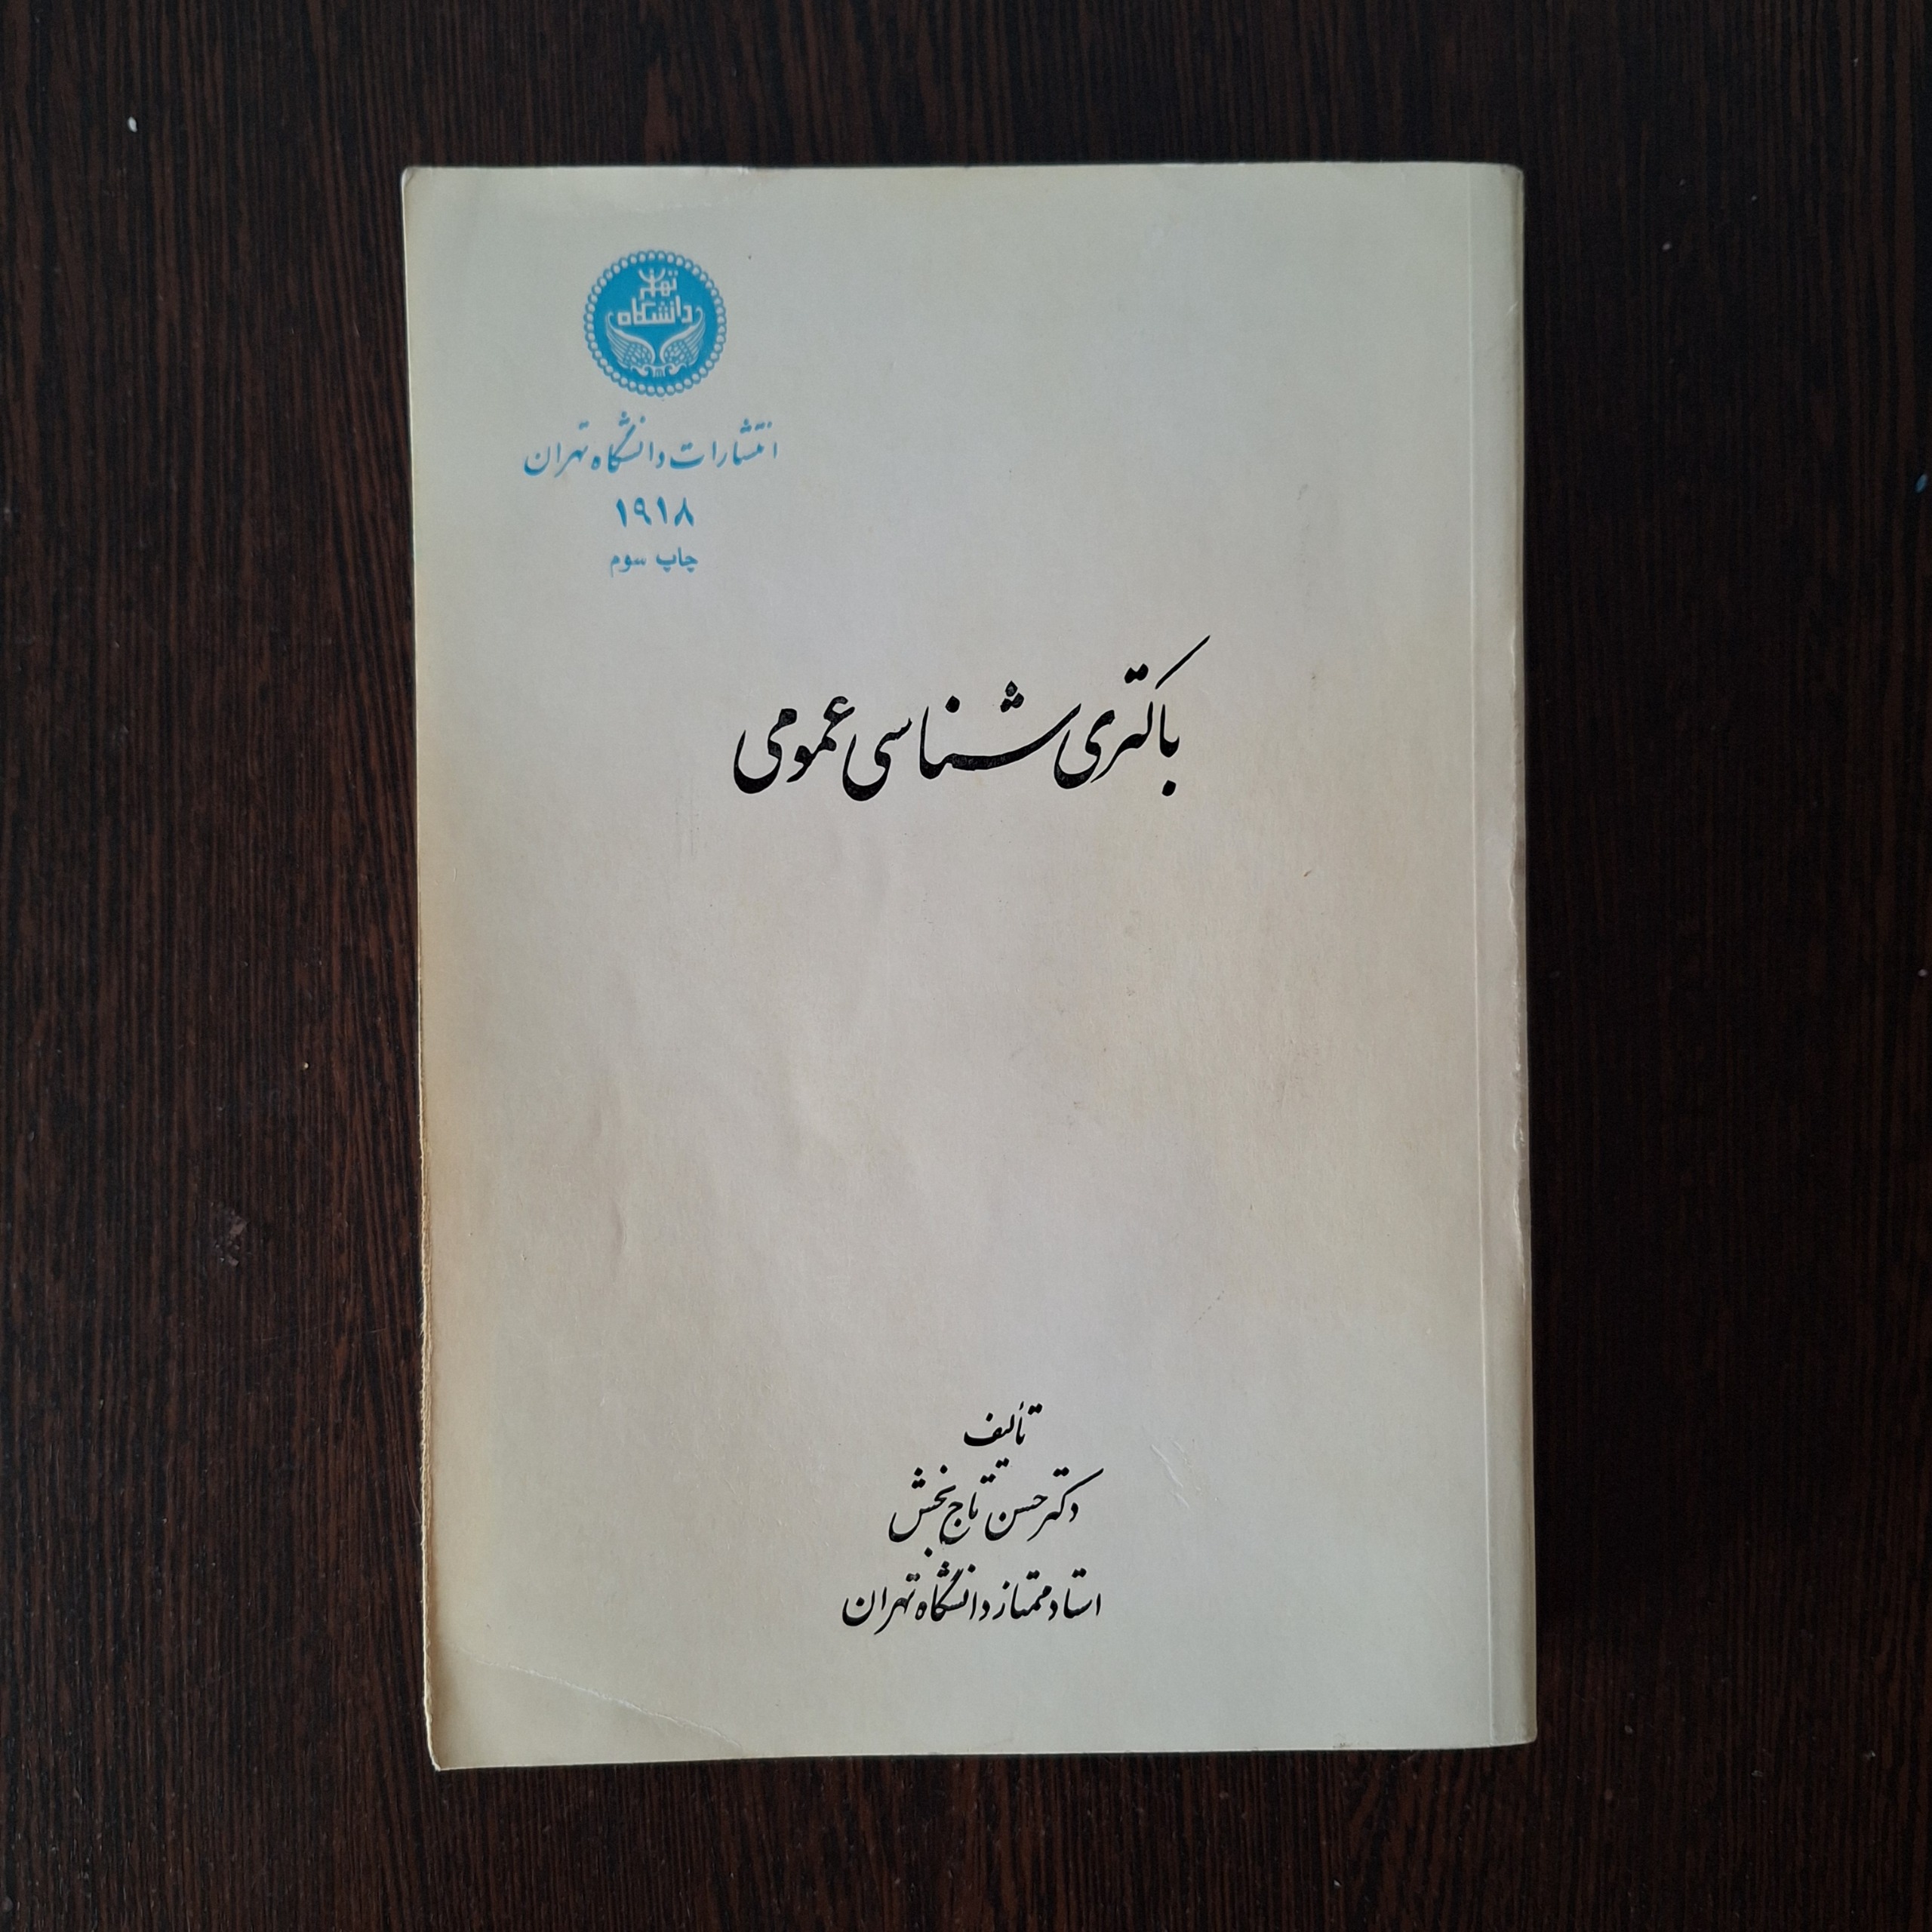 دانشگاه تهران
انتشارات دانشگاه تهران
۱۹۱۸
چاپ سوم
باکتری شناسی عمومی
تألیف
دکتر حسن تاج بخش
استاد ممتاز دانشگاه تهران